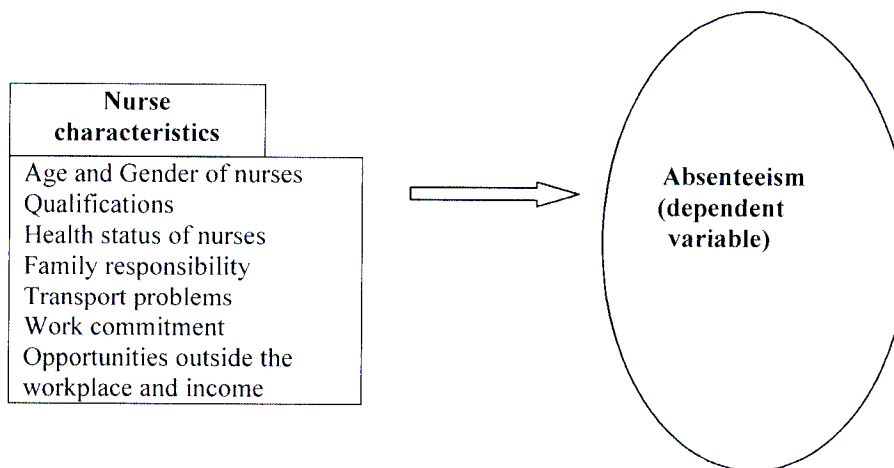 Nurse
characteristics
Age and Gender of nurses
Qualifications
Health status of nurses
Family responsibility
Transport problems
Work commitment
Opportunities outside the
workplace and income
Absenteeism
(dependent
variable)